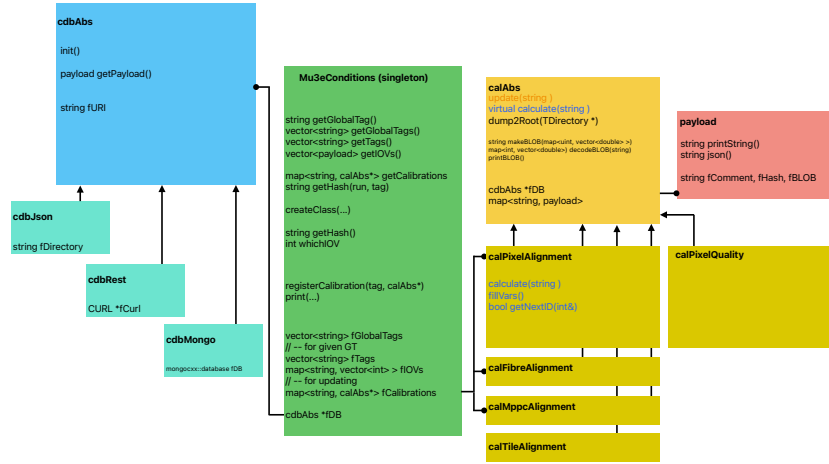 cdbAbs
init()
payload getPayload()
string fURI
cdbJson
string fDirectory
cdbRest
CURL *fCurl
cdbMongo
mongocxx::database fDB
Mu3eConditions (singleton)
string getGlobalTag()
vector<string> getGlobalTags()
vector<string> getTags()
vector<payload> getIOVs()
map<string, calAbs*> getCalibrations
string getHash(run, tag)
createClass(...)
string getHash()
int whichIOV
registerCalibration(tag, calAbs*)
print(...)
vector<string> fGlobalTags
// -- for given GT
vector<string> fTags
map<string, vector<int> > fIOVs
// -- for updating
map<string, calAbs*> fCalibrations
cdbAbs *fDB
calAbs
update(string )
virtual calculate(string )
dump2Root(TDirectory *)
string makeBLOB(map<uint, vector<double> >)
map<int, vector<double>) decodeBLOB(string)
printBLOB()
cdbAbs *fDB
map<string, payload>
payload
string printString()
string json()
string fComment, fHash, fBLOB
calPixelAlignment
calculate(string )
fillVars()
bool getNextID(int&)
calPixelQuality
calFibreAlignment
calMppcAlignment
calTileAlignment